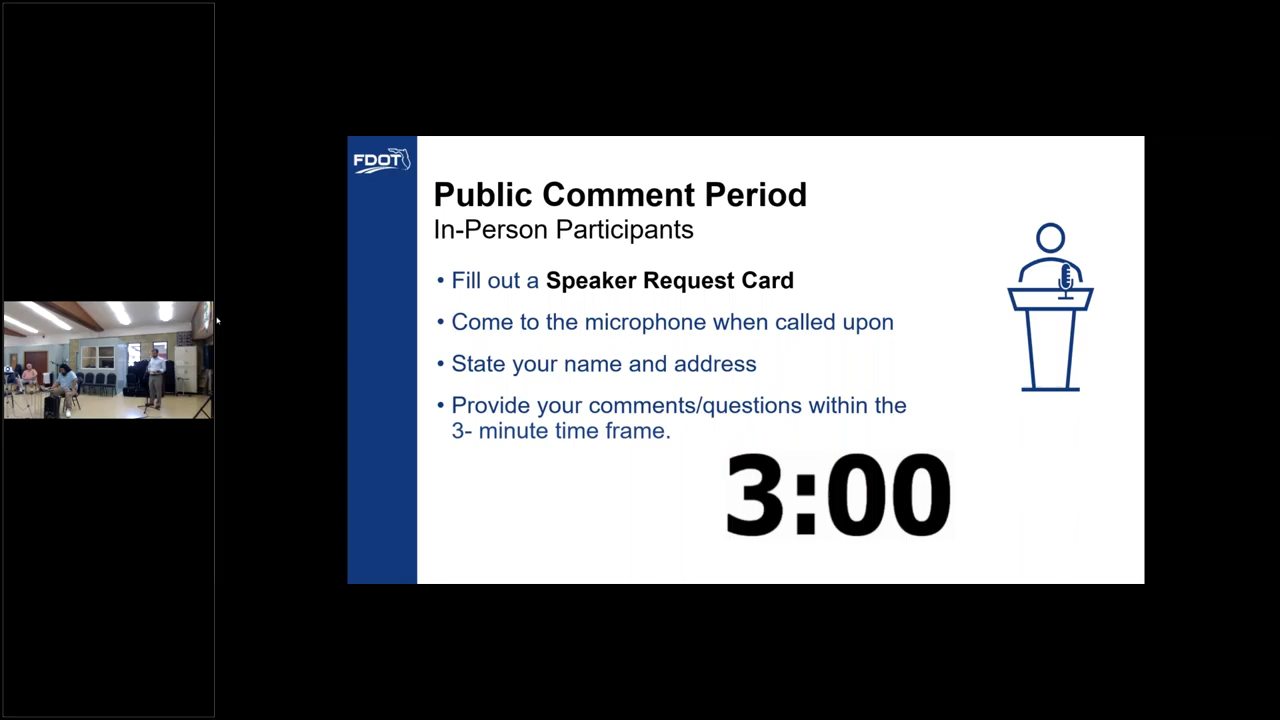 FDOT
Public Comment Period
In-Person Participants
• Fill out a Speaker Request Card
• Come to the microphone when called upon
• State your name and address
• Provide your comments/questions within the
3- minute time frame.
3:00